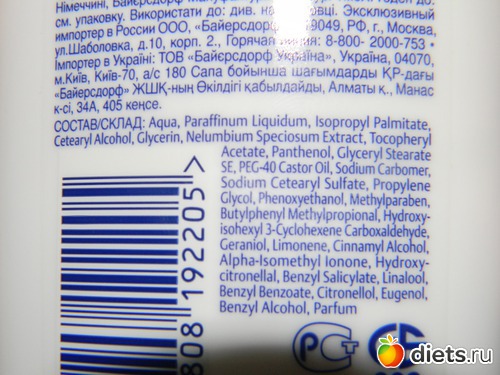 см. упаковку. Використати до: див. на
Эксклюзивный
импортер в России ООО „Байерсдорф“,
9049, РФ, г. Москва,
ул.Шаболовка, д.10, корп. 2., Горячая линия: 8-800- 2000-753 •
Імпортер в Україні: ТОВ «Байєрсдорф Україна», Україна, 04070,
м.Київ, Київ-70, а/с 180 Сапа бойынша шағымдарды ҚР-дағы
«Байерсдорф» ЖШҚ-ның Өкілдігі қабылдайды, Алматы қ., Манас
к-сі, 34А, 405 кеңсе.
СОСТАВ/СКЛАД: Aqua, Paraffinum Liquidum, Isopropyl Palmitate,
Cetearyl Alcohol, Glycerin, Nelumbium Speciosum Extract, Tocopheryl
Acetate, Panthenol, Glyceryl Stearate
SE, PEG-40 Castor Oil, Sodium Carbomer,
Sodium Cetearyl Sulfate, Propylene
Glycol, Phenoxyethanol, Methylparaben,
Butylphenyl Methylpropional, Hydroxy-
isohexyl 3-Cyclohexene Carboxaldehyde,
Geraniol, Limonene, Cinnamyl Alcohol,
Alpha-Isomethyl Ionone, Hydroxy-
citronellal, Benzyl Salicylate, Linalool,
Benzyl Benzoate, Citronellol, Eugenol,
Benzyl Alcohol, Parfum
808 192205 >
РСТ
diets.ru